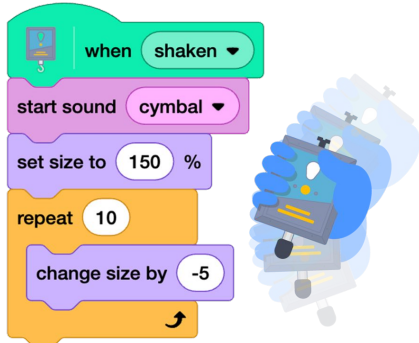 when shaken
start sound cymbal
set size to 150 %
repeat 10
change size by -5